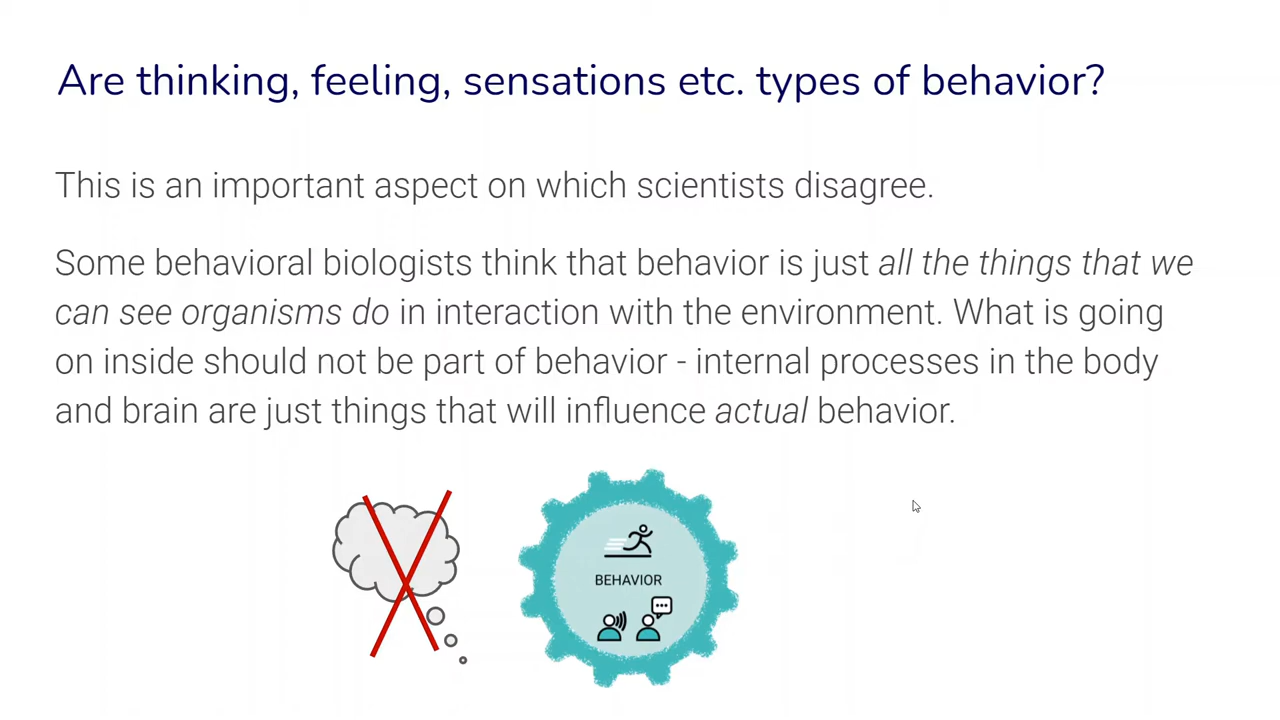 Are thinking, feeling, sensations etc. types of behavior?
This is an important aspect on which scientists disagree.
Some behavioral biologists think that behavior is just all the things that we
can see organisms do in interaction with the environment. What is going
on inside should not be part of behavior - internal processes in the body
and brain are just things that will influence actual behavior.
BEHAVIOR